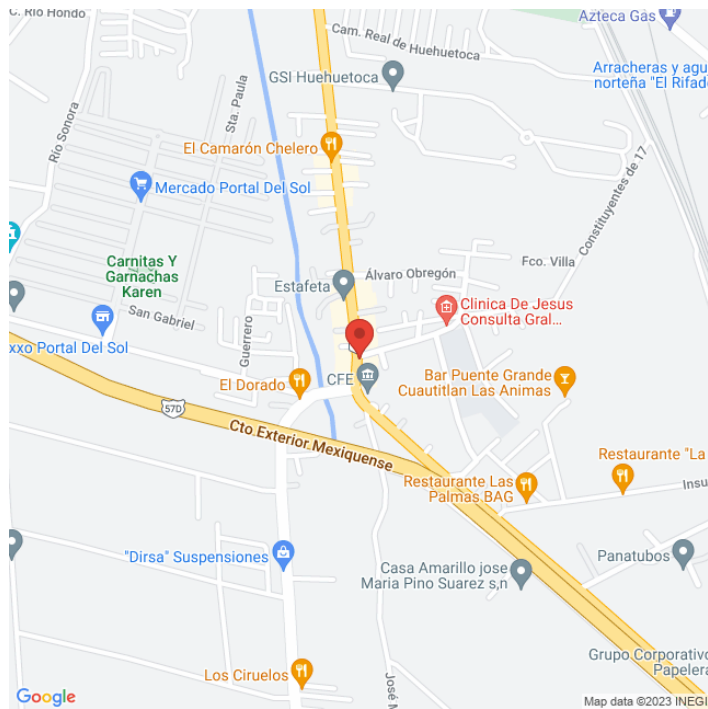 C. Río Hondo
Azteca Gas
Cam. Real de Huehuetoca
GSI Huehuetoca
Arracheras y agu
norteña "El Rifad
Río Sonora
Sta. Paula
El Camarón Chelero
Constituyentes de 17
Mercado Portal Del Sol
Carnitas Y
Garnachas
Karen
Fco. Villa
Álvaro Obregón
Estafeta
San Gabriel
Clinica De Jesus
Consulta Gral...
xxo Portal Del Sol
Guerrero
El Dorado
CFE
Bar Puente Grande
Cuautitlan Las Animas
57D
Cto. Exterior Mexiquense
Restaurante "La
Restaurante Las
Palmas BAG
Insu
"Dirsa" Suspensiones
Casa Amarillo jose
Maria Pino Suarez s,n
Panatubos
Grupo Corporativo
Papelera
Los Ciruelos
José M
Google
Map data ©2023 INEGI